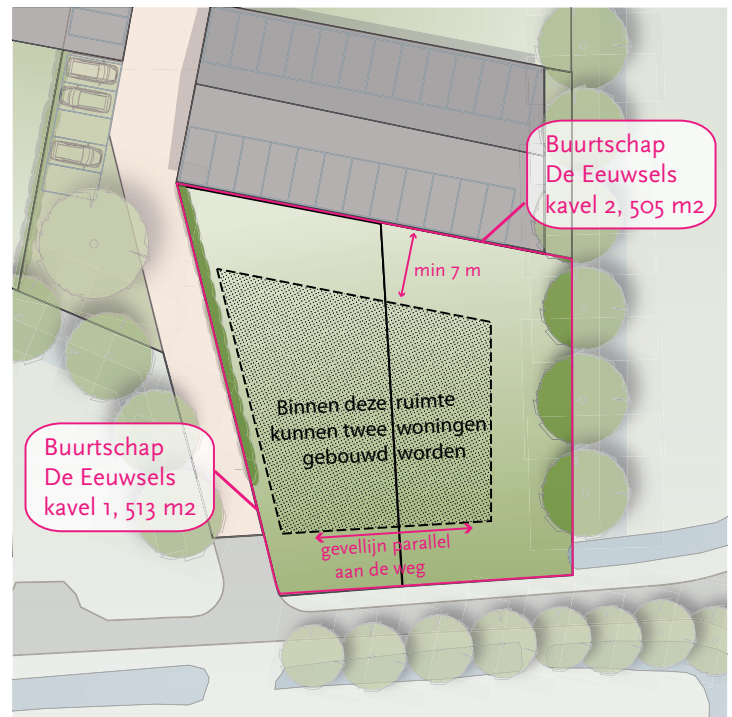 Buurtschap
De Eeuwsels
kavel 2, 505 m2
min 7 m
Binnen deze ruimte
kunnen twee woningen
gebouwd worden
Buurtschap
De Eeuwsels
kavel 1, 513 m2
gevellijn parallel
aan de weg